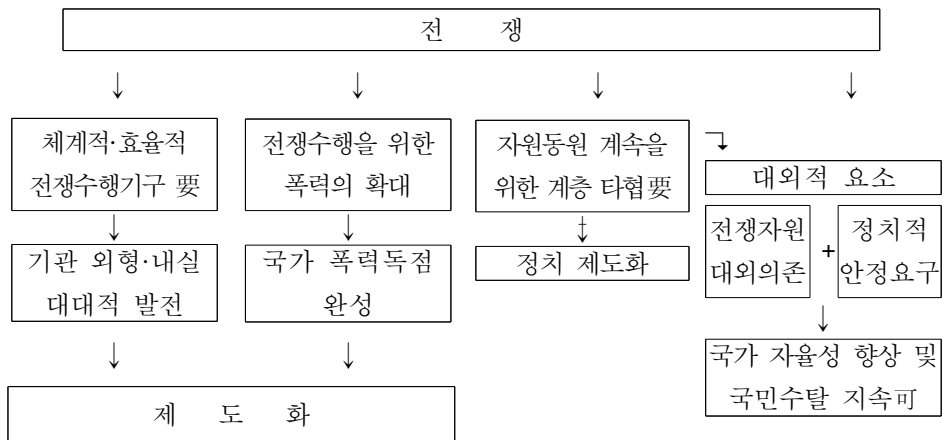 전 쟁
체계적·효율적
전쟁수행기구 要
전쟁수행을 위한
폭력의 확대
자원동원 계속을
위한 계층 타협要
대외적 요소
기관 외형·내실
대대적 발전
국가 폭력독점
완성
정치 제도화
전쟁자원
대외의존
+
정치적
안정요구
제 도 화
국가 자율성 향상 및
국민수탈 지속可